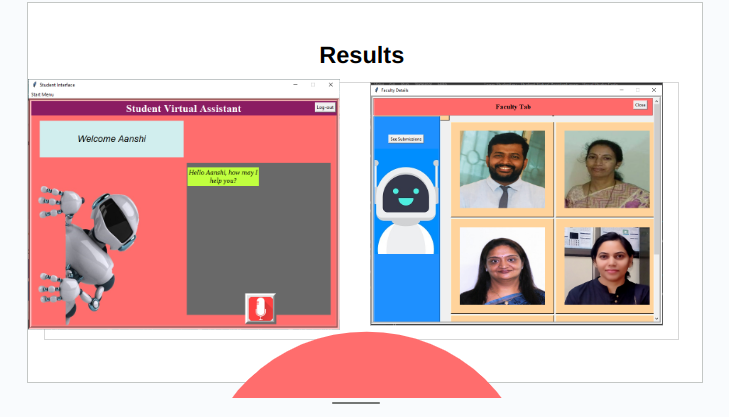 Results
Student Interface
Start Menu
Student Virtual Assistant
Log-out
Welcome Aanshi
Hello Aanshi, how may I
help you?
Faculty Details
Faculty Tab
Close
See Submissions